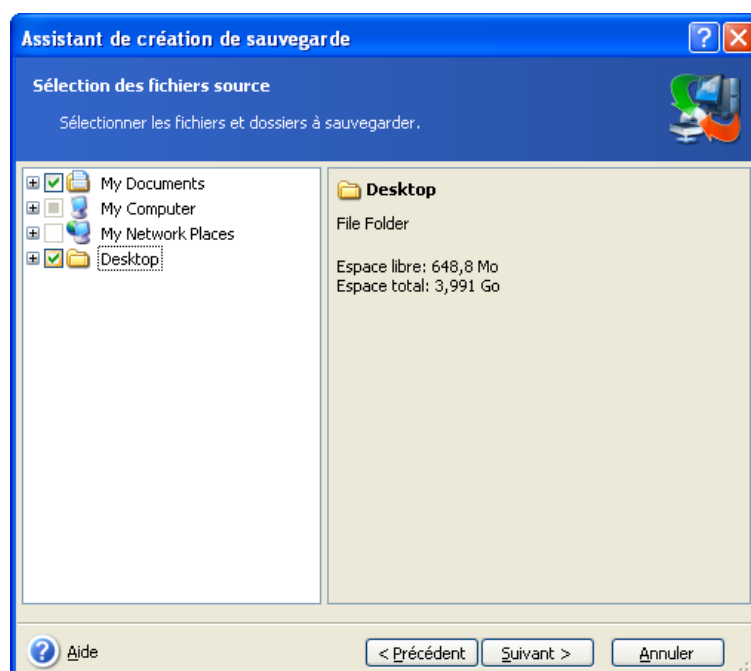 Assistant de création de sauvegarde
Sélection des fichiers source
Sélectionner les fichiers et dossiers à sauvegarder.
My Documents
My Computer
My Network Places
Desktop
Desktop
File Folder
Espace libre: 648,8 Mo
Espace total: 3,991 Go
Aide
< Précédent
Suivant >
Annuler